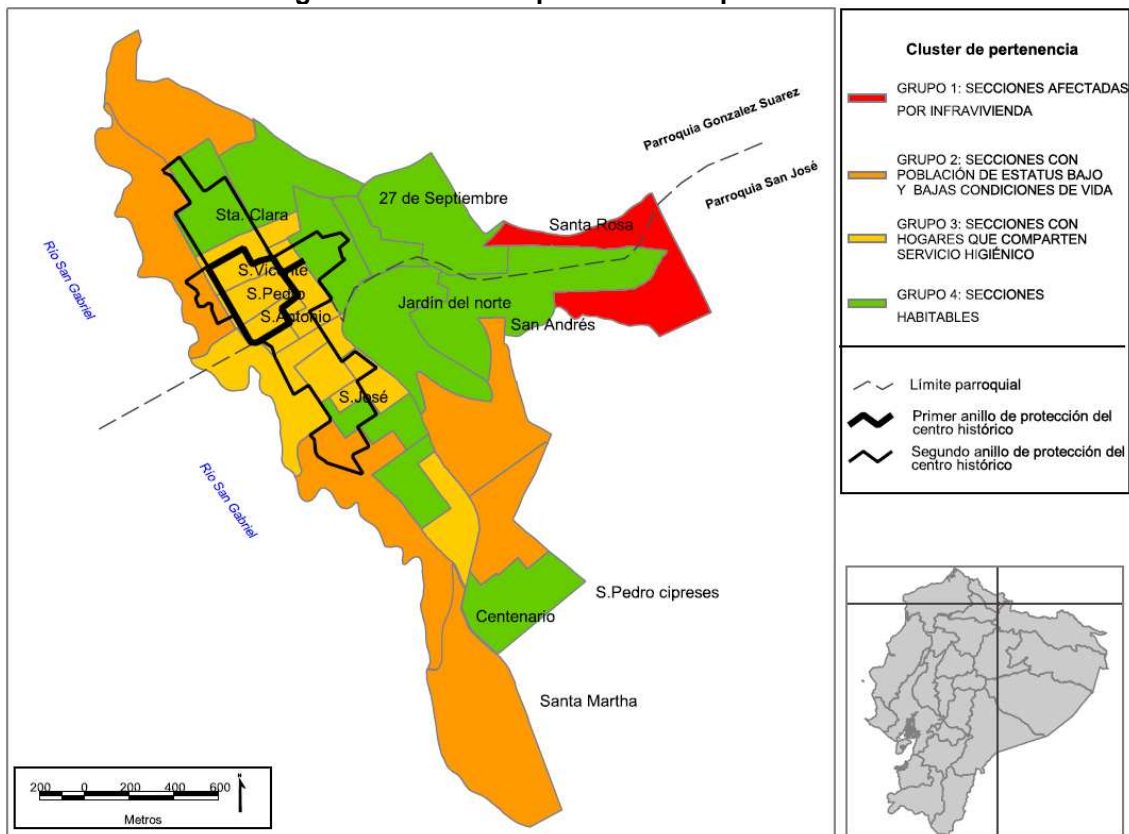 Cluster de pertenencia
GRUPO 1: SECCIONES AFECTADAS
POR INFRAVIVIENDA
GRUPO 2: SECCIONES CON
POBLACIÓN DE ESTATUS BAJO
Y BAJAS CONDICIONES DE VIDA
GRUPO 3: SECCIONES CON
HOGARES QUE COMPARTEN
SERVICIO HIGIÉNICO
GRUPO 4: SECCIONES
HABITABLES
Límite parroquial
Primer anillo de protección del
centro histórico
Segundo anillo de protección del
centro histórico
Parroquia Gonzalez Suarez
Parroquia San José
27 de Septiembre
Sta. Clara
Santa Rosa
Río San Gabriel
S.Vicente
S.Pedro
S.Antonio
Jardín del norte
San Andrés
S.José
Río San Gabriel
S.Pedro cipreses
Centenario
Santa Martha
200 0 200 400 600
N
Metros